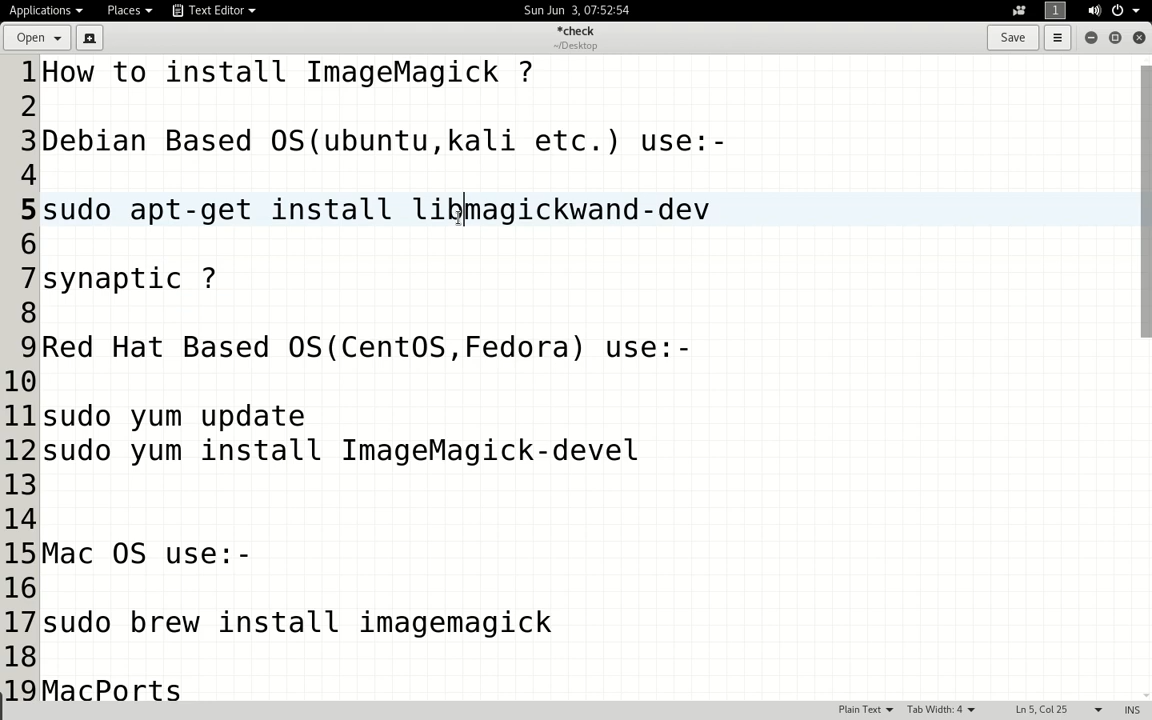 Applications Places Text Editor Sun Jun 3, 07:52:54 1
Open *check Save
~/Desktop
1 How to install ImageMagick ?
2
3 Debian Based OS(ubuntu,kali etc.) use:-
4
5 sudo apt-get install libmagickwand-dev
6
7 synaptic ?
8
9 Red Hat Based OS(CentOS,Fedora) use:-
10
11 sudo yum update
12 sudo yum install ImageMagick-devel
13
14
15 Mac OS use:-
16
17 sudo brew install imagemagick
18
19 MacPorts
Plain Text Tab Width: 4 Ln 5, Col 25 INS